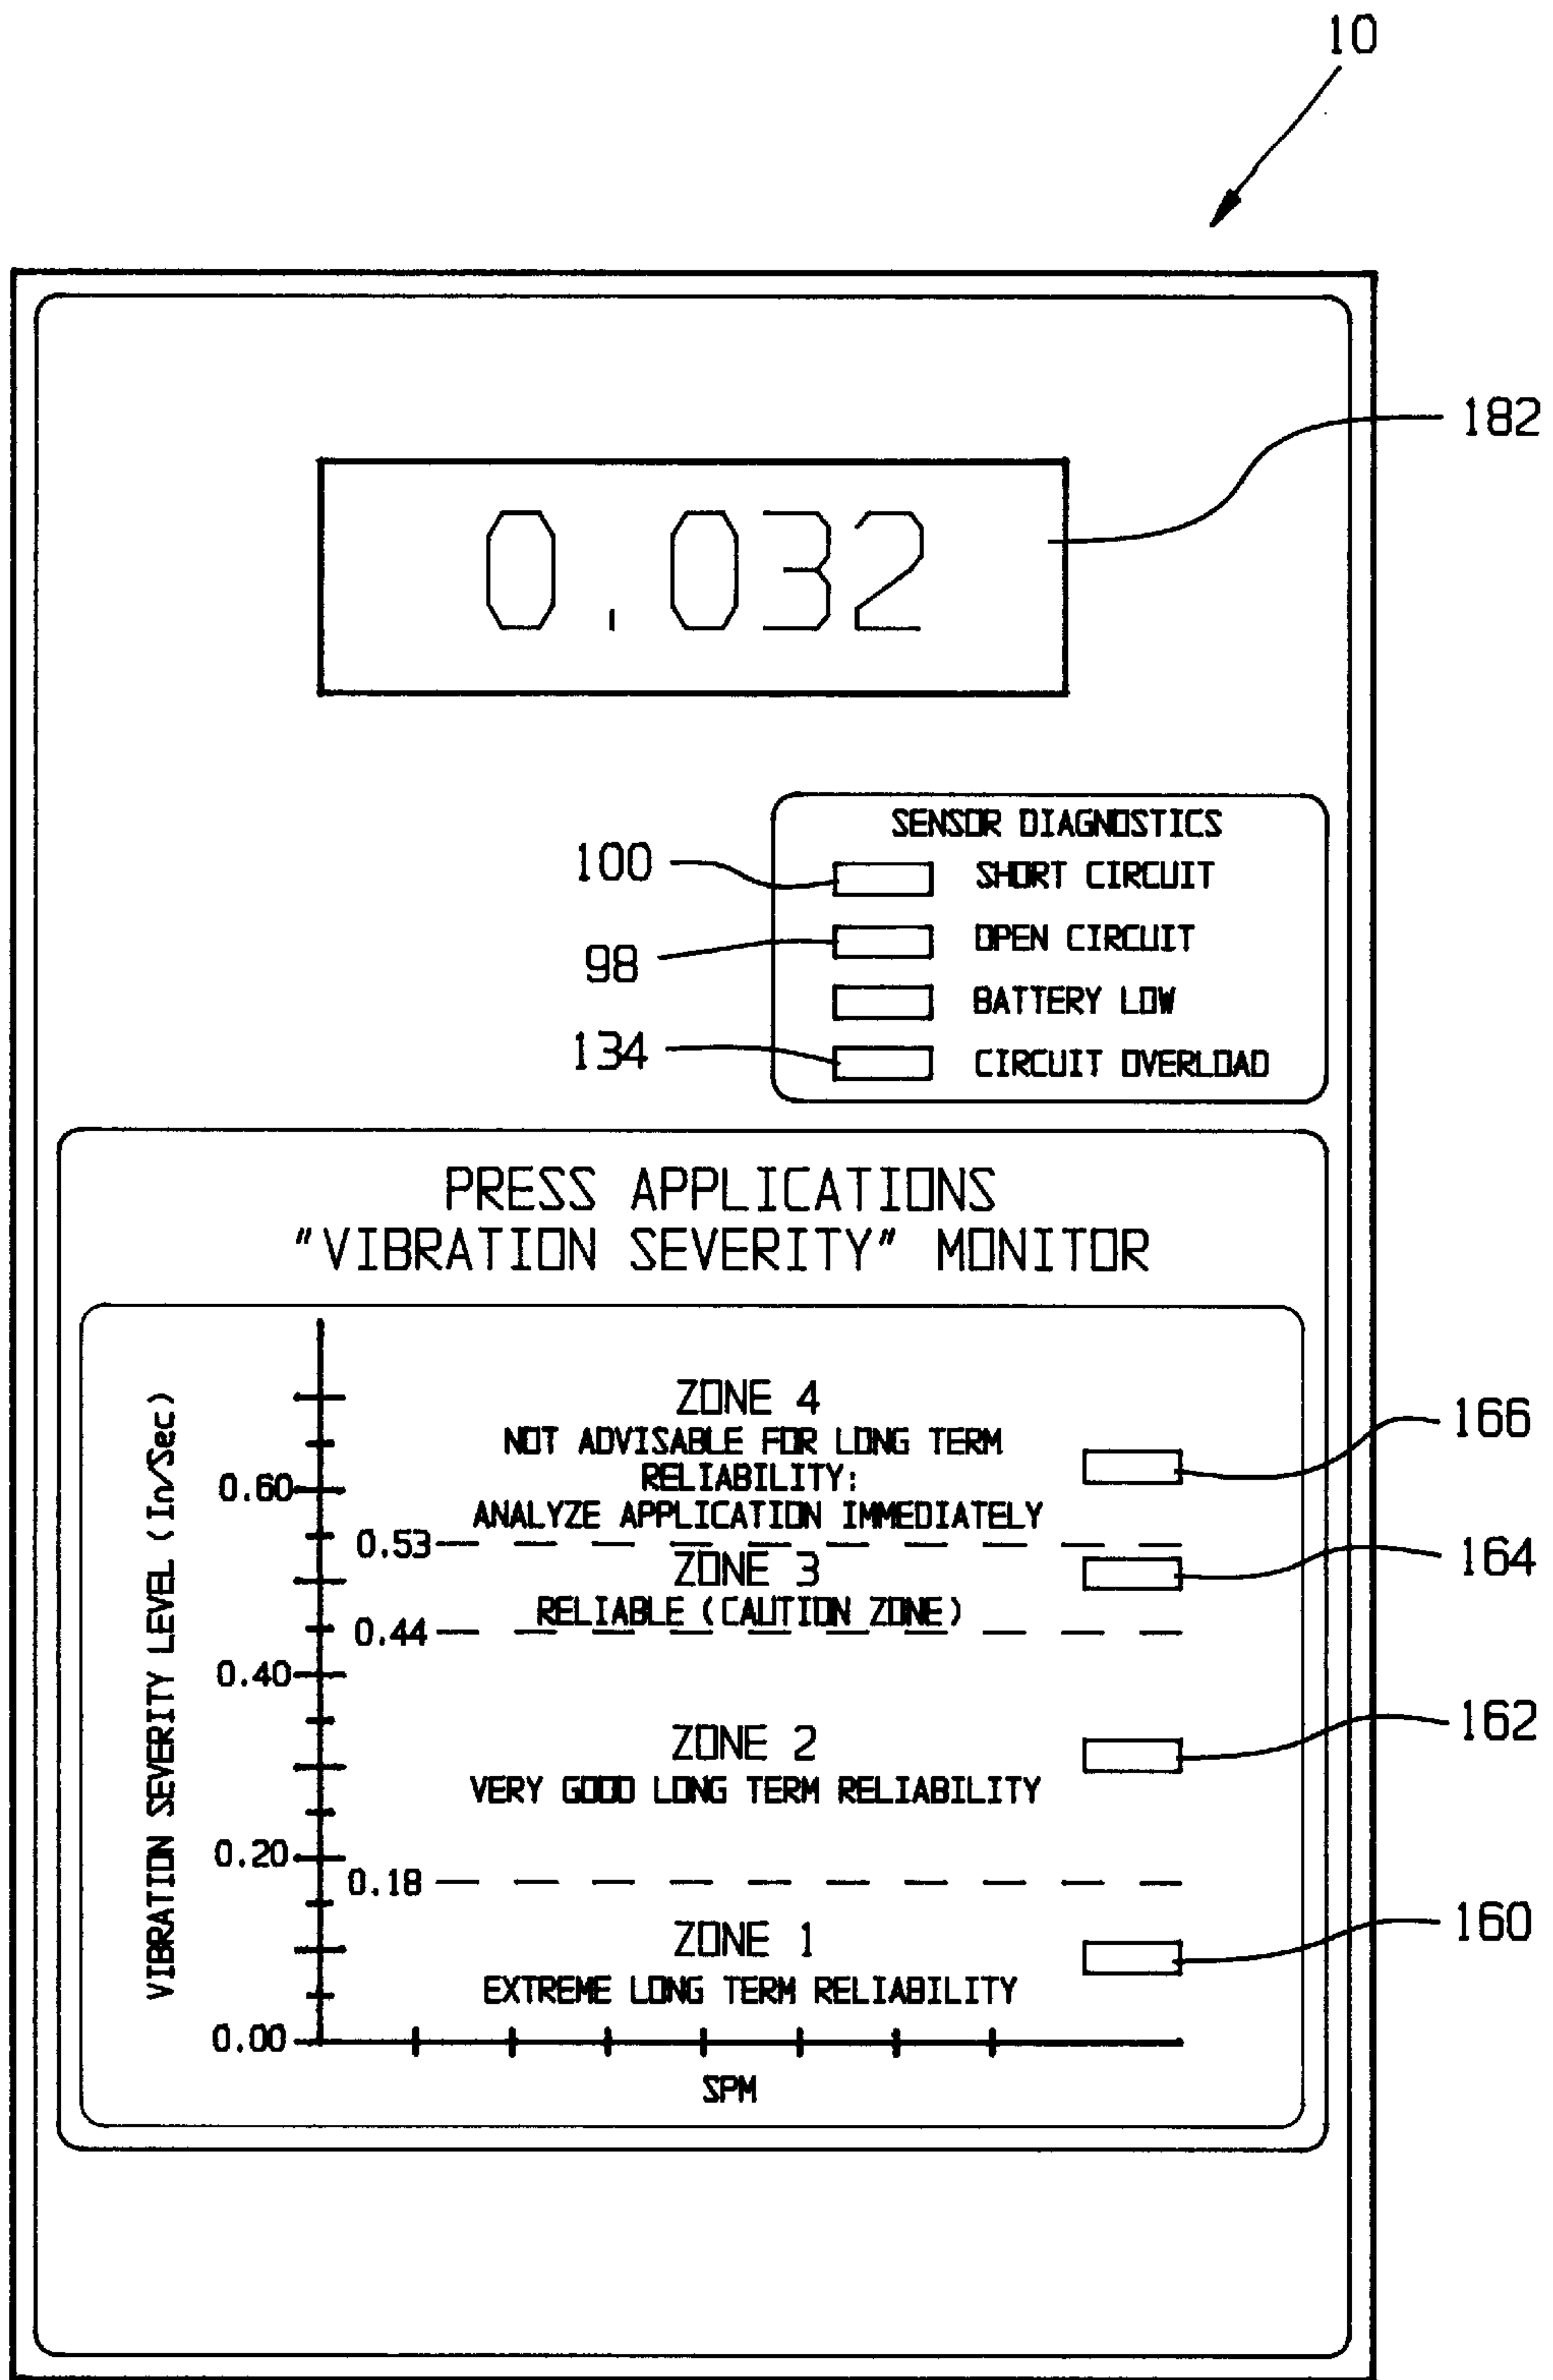 10
182
0.032
SENSOR DIAGNOSTICS
100
SHORT CIRCUIT
98
OPEN CIRCUIT
BATTERY LOW
134
CIRCUIT OVERLOAD
PRESS APPLICATIONS
"VIBRATION SEVERITY" MONITOR
VIBRATION SEVERITY LEVEL (In/Sec)
ZONE 4
NOT ADVISABLE FOR LONG TERM
RELIABILITY:
ANALYZE APPLICATION IMMEDIATELY
166
0.60
0.53
ZONE 3
164
RELIABLE (CAUTION ZONE)
0.44
0.40
ZONE 2
162
VERY GOOD LONG TERM RELIABILITY
0.20
0.18
ZONE 1
160
EXTREME LONG TERM RELIABILITY
0.00
SPM